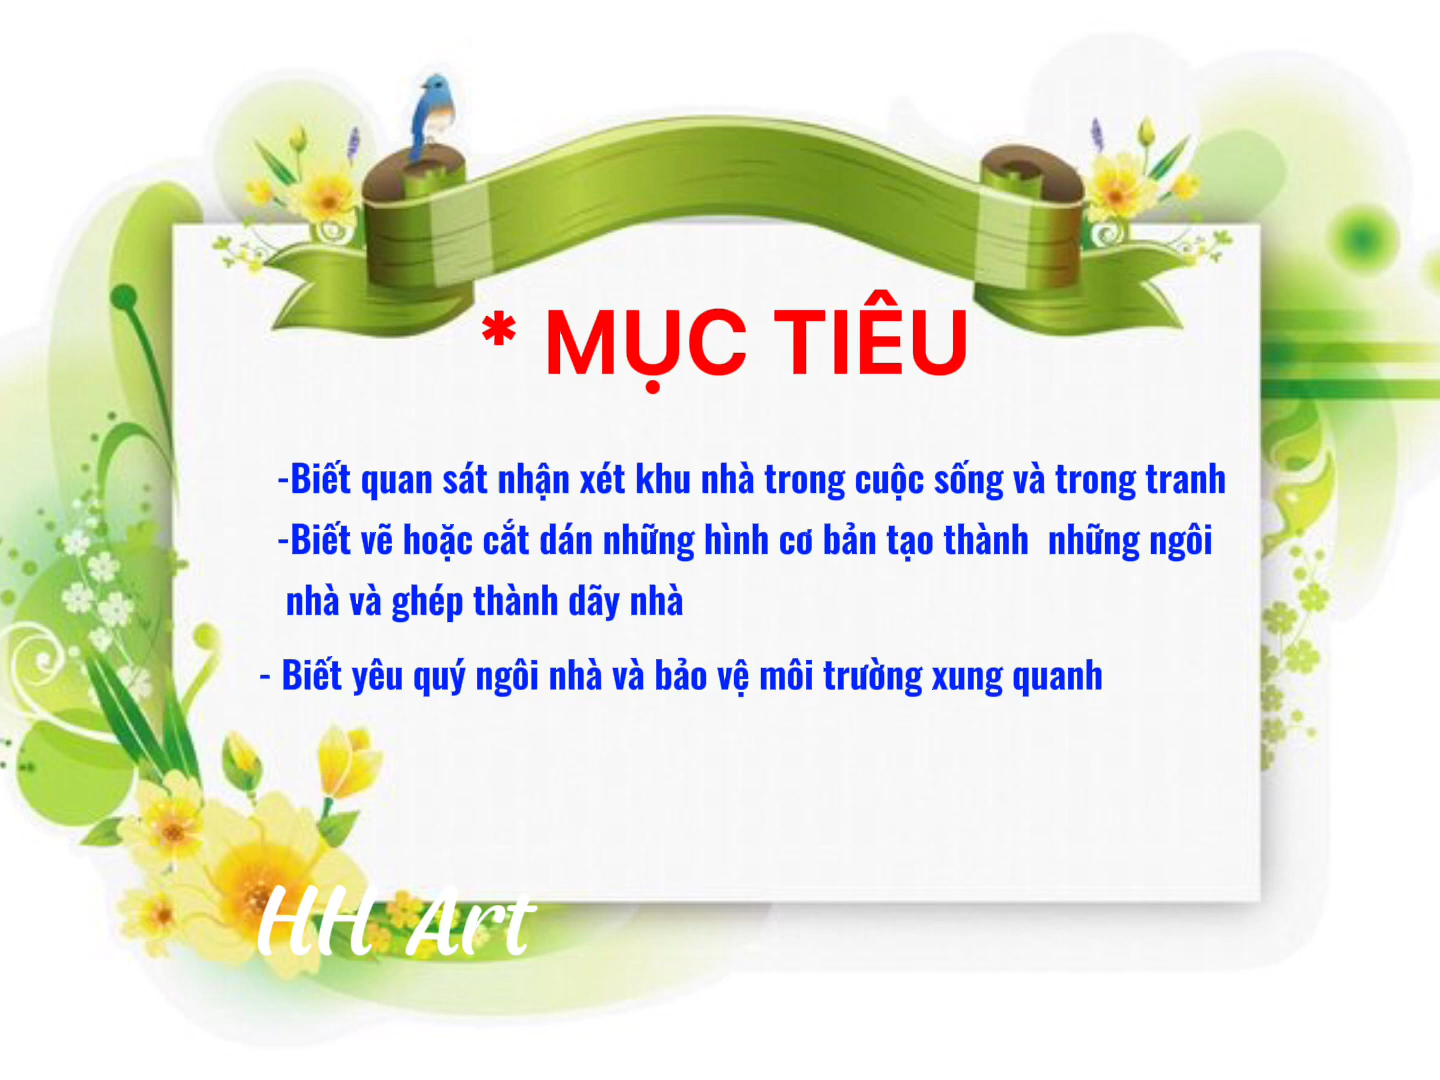 * MỤC TIÊU
-Biết quan sát nhận xét khu nhà trong cuộc sống và trong tranh
-Biết vẽ hoặc cắt dán những hình cơ bản tạo thành  những ngôi
nhà và ghép thành dãy nhà
- Biết yêu quý ngôi nhà và bảo vệ môi trường xung quanh
HH Art